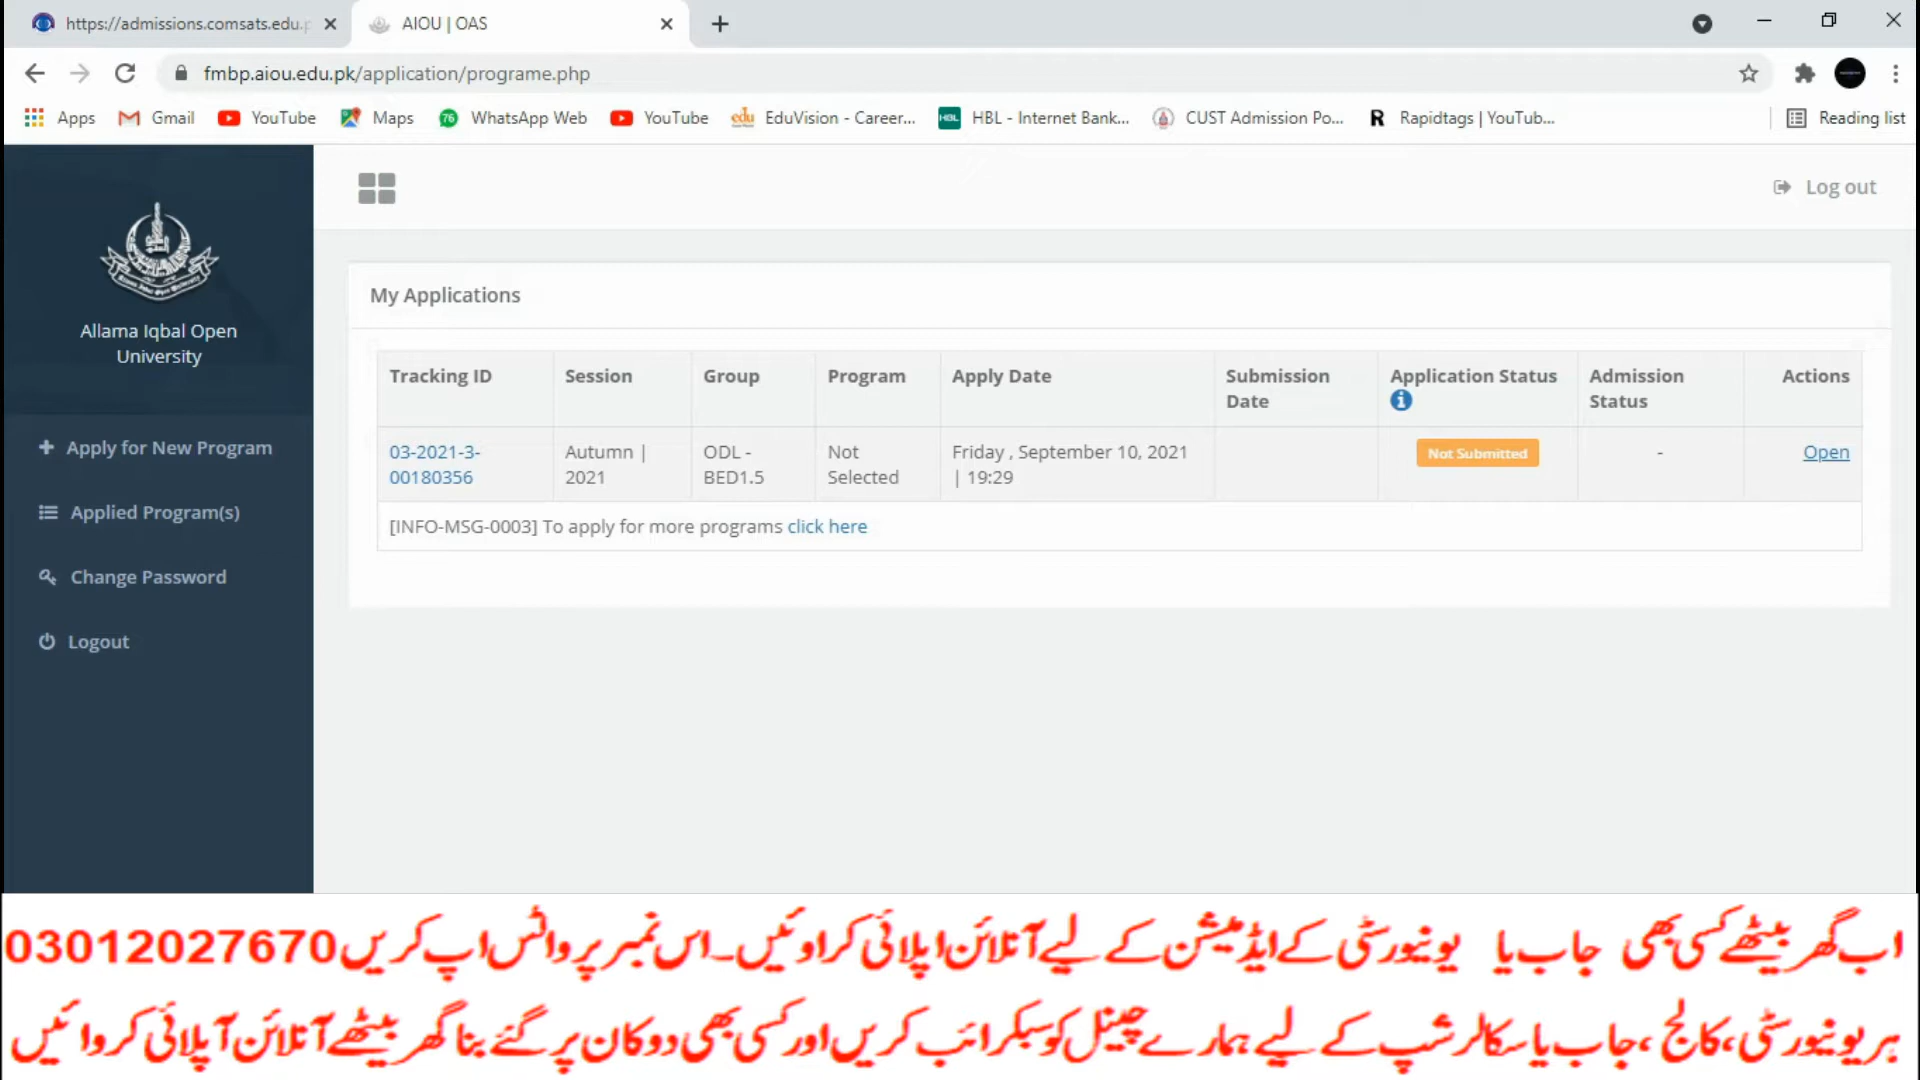 https://admissions.comsats.edu.p
AIOU | OAS
fmbp.aiou.edu.pk/application/programe.php
Apps
Gmail
YouTube
Maps
WhatsApp Web
YouTube
EduVision - Career...
HBL - Internet Bank...
CUST Admission Po...
Rapidtags | YouTub...
Reading list
Allama Iqbal Open
University
Apply for New Program
Applied Program(s)
Change Password
Logout
Log out
My Applications
Tracking ID
Session
Group
Program
Apply Date
Submission
Date
Application Status
Admission
Status
Actions
03-2021-3-
00180356
Autumn |
2021
ODL -
BED1.5
Not
Selected
Friday , September 10, 2021
| 19:29
Not Submitted
-
Open
[INFO-MSG-0003] To apply for more programs click here
اب گھر بیٹھے کسی بھی جاب یا یونیورسٹی کے ایڈمیشن کے لیے آنلائن اپلائی کراوئیں۔اس نمبر پر واٹس اپ کریں 03012027670
ہر یونیورسٹی، کالج ،جاب یا سکالرشپ کے لیے ہمارے چینل کو سبکرائب کریں اور کسی بھی دوکان پر گئے بنا گھر بیٹھے آنلائن آپلائی کروائیں